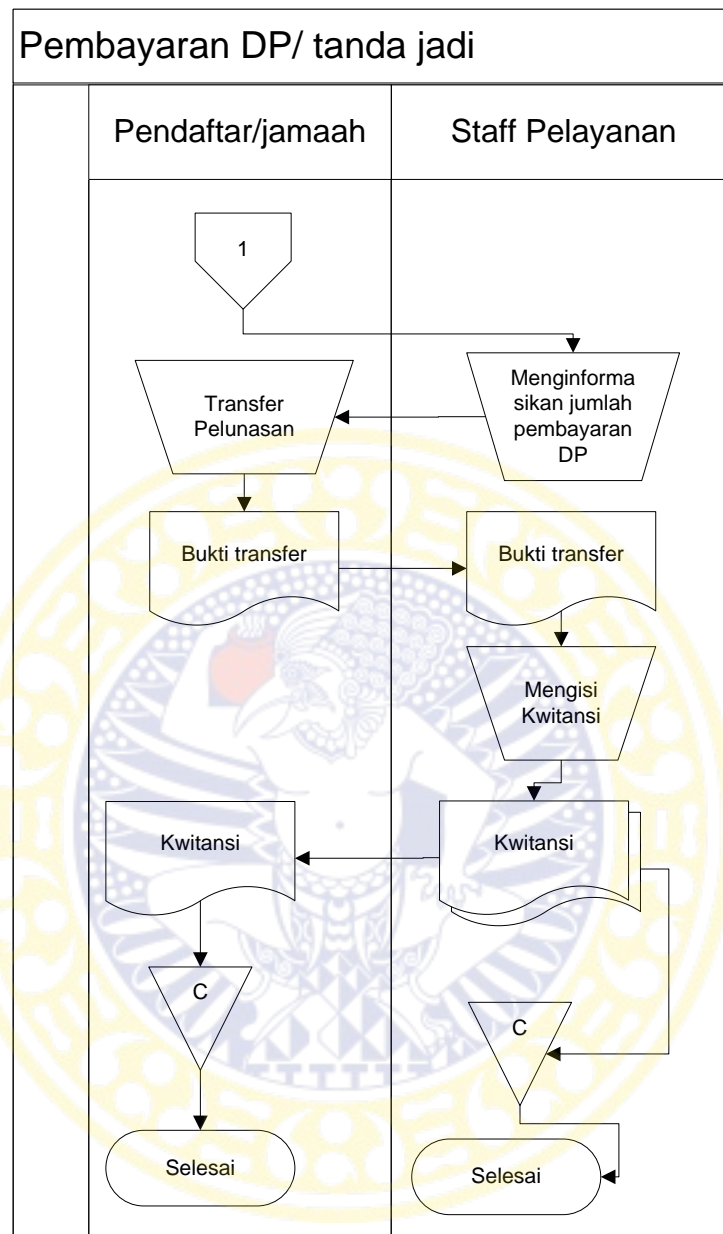 Pembayaran DP/ tanda jadi
Pendaftar/jamaah
Staff Pelayanan
1
Menginforma
sikan jumlah
pembayaran
DP
Transfer
Pelunasan
Bukti transfer
Bukti transfer
Mengisi
Kwitansi
Kwitansi
Kwitansi
C
C
Selesai
Selesai